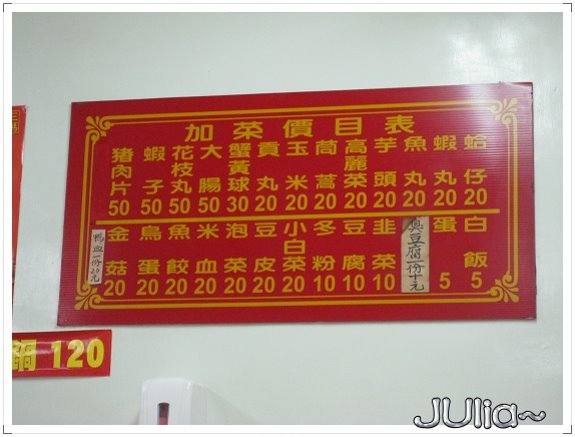 加菜價目表
猪肉片 50
蝦子 50
花枝丸 50
大腸 50
蟹黃球 30
貢丸 20
玉米 20
茼蒿 20
高麗菜 20
芋頭 20
魚丸 20
蝦丸 20
蛤仔 20
鴨血一份20元
金菇 20
鳥蛋 20
魚餃 20
米血 20
泡菜 20
豆皮 20
小白菜 20
冬粉 10
豆腐 10
韭菜 10
臭豆腐一份十元
蛋 5
白飯 5
鍋 120
JUlia~